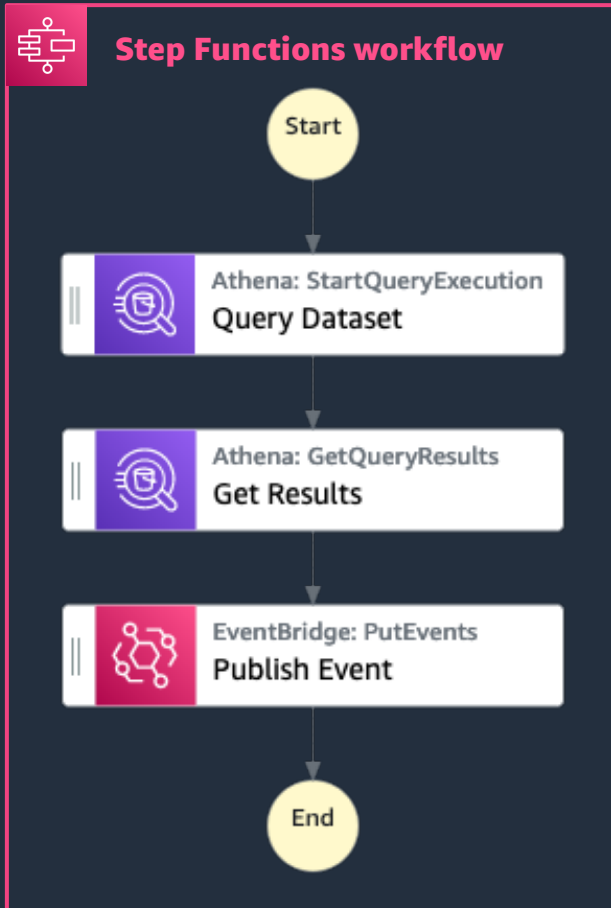 Step Functions workflow
Start
Athena: StartQueryExecution
Query Dataset
Athena: GetQueryResults
Get Results
EventBridge: PutEvents
Publish Event
End